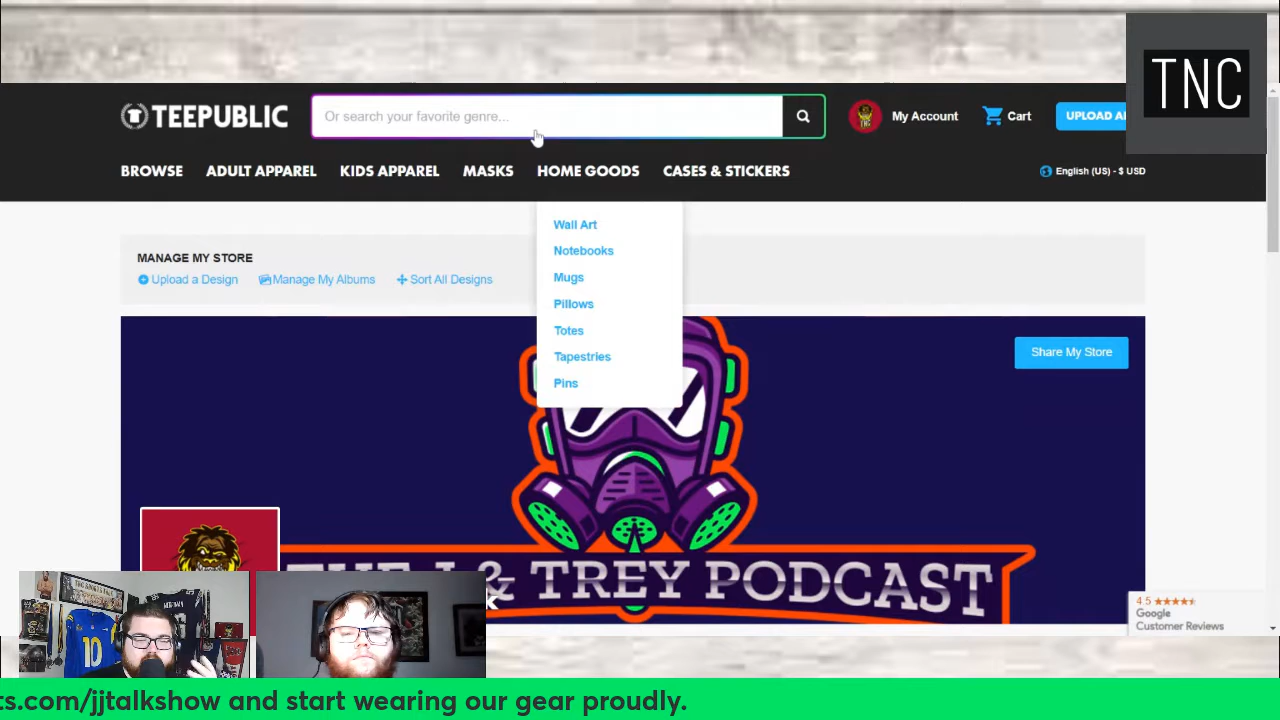 TNC
TEEPUBLIC
Or search your favorite genre...
My Account
Cart
UPLOAD
BROWSE
ADULT APPAREL
KIDS APPAREL
MASKS
HOME GOODS
CASES & STICKERS
English (US) - $ USD
Wall Art
Notebooks
Mugs
Pillows
Totes
Tapestries
Pins
MANAGE MY STORE
Upload a Design
Manage My Albums
Sort All Designs
Share My Store
& TREY PODCAST
10
4.5
Google
Customer Reviews
ts.com/jjtalkshow and start wearing our gear proudly.